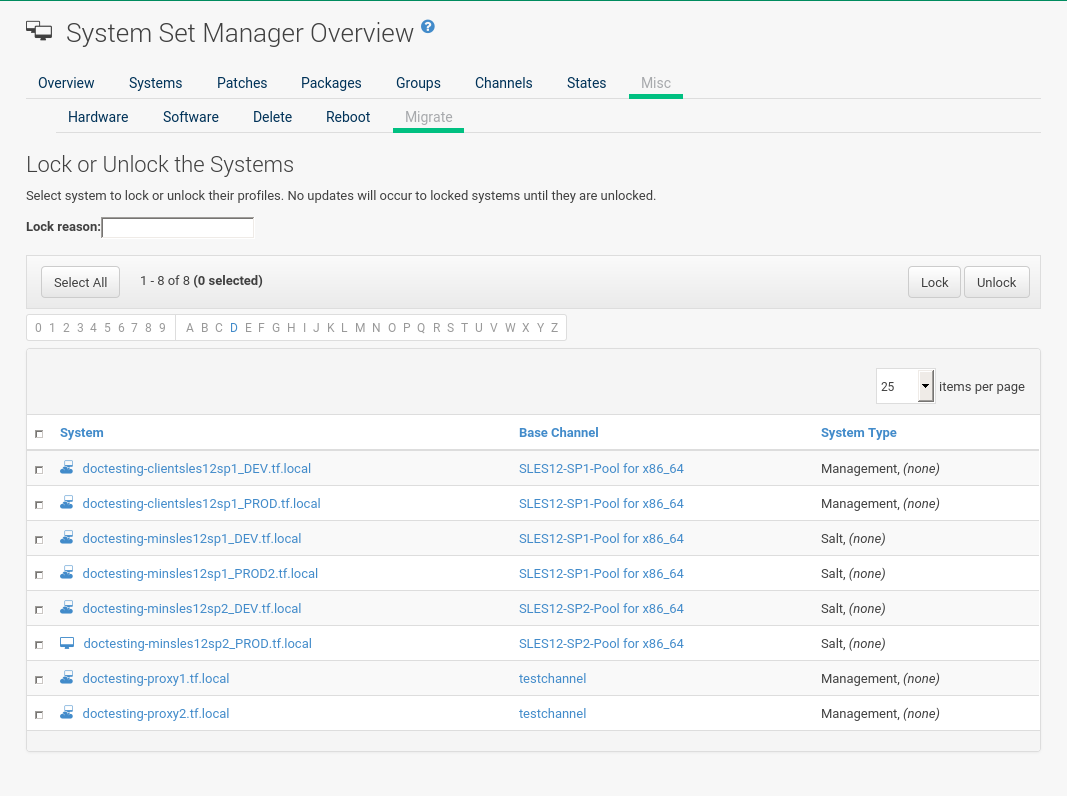 System Set Manager Overview ?
Overview Systems Patches Packages Groups Channels States Misc
Hardware Software Delete Reboot Migrate
Lock or Unlock the Systems
Select system to lock or unlock their profiles. No updates will occur to locked systems until they are unlocked.
Lock reason:
Select All 1 - 8 of 8 (0 selected) Lock Unlock
0 1 2 3 4 5 6 7 8 9 A B C D E F G H I J K L M N O P Q R S T U V W X Y Z
25 items per page
System Base Channel System Type
doctesting-clientsles12sp1_DEV.tf.local SLES12-SP1-Pool for x86_64 Management, (none)
doctesting-clientsles12sp1_PROD.tf.local SLES12-SP1-Pool for x86_64 Management, (none)
doctesting-minsles12sp1_DEV.tf.local SLES12-SP1-Pool for x86_64 Salt, (none)
doctesting-minsles12sp1_PROD2.tf.local SLES12-SP1-Pool for x86_64 Salt, (none)
doctesting-minsles12sp2_DEV.tf.local SLES12-SP2-Pool for x86_64 Salt, (none)
doctesting-minsles12sp2_PROD.tf.local SLES12-SP2-Pool for x86_64 Salt, (none)
doctesting-proxy1.tf.local testchannel Management, (none)
doctesting-proxy2.tf.local testchannel Management, (none)